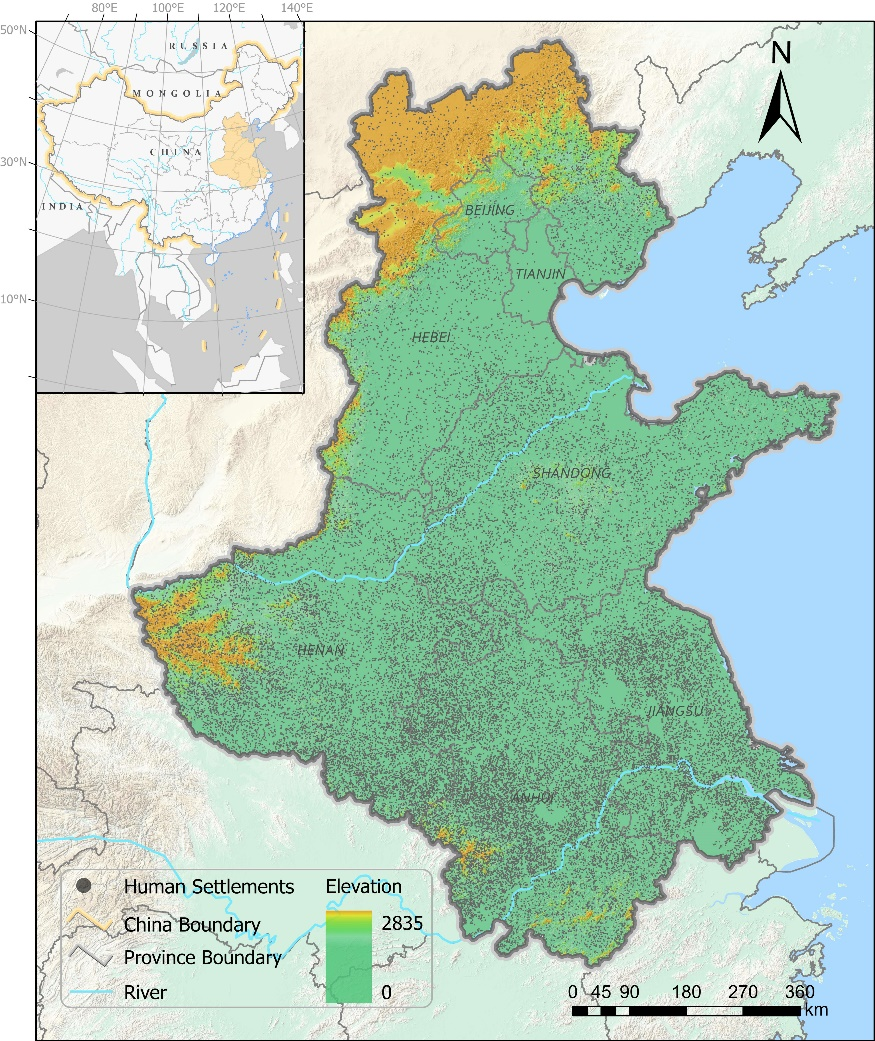 80°E 100°E 120°E 140°E
50°N
30°N
10°N
RUSSIA
MONGOLIA
CHINA
INDIA
N
BEIJING
TIANJIN
HEBEI
SHANDONG
HENAN
JIANGSU
ANHUI
Human Settlements
China Boundary
Province Boundary
River
Elevation
2835
0
0 45 90 180 270 360
km